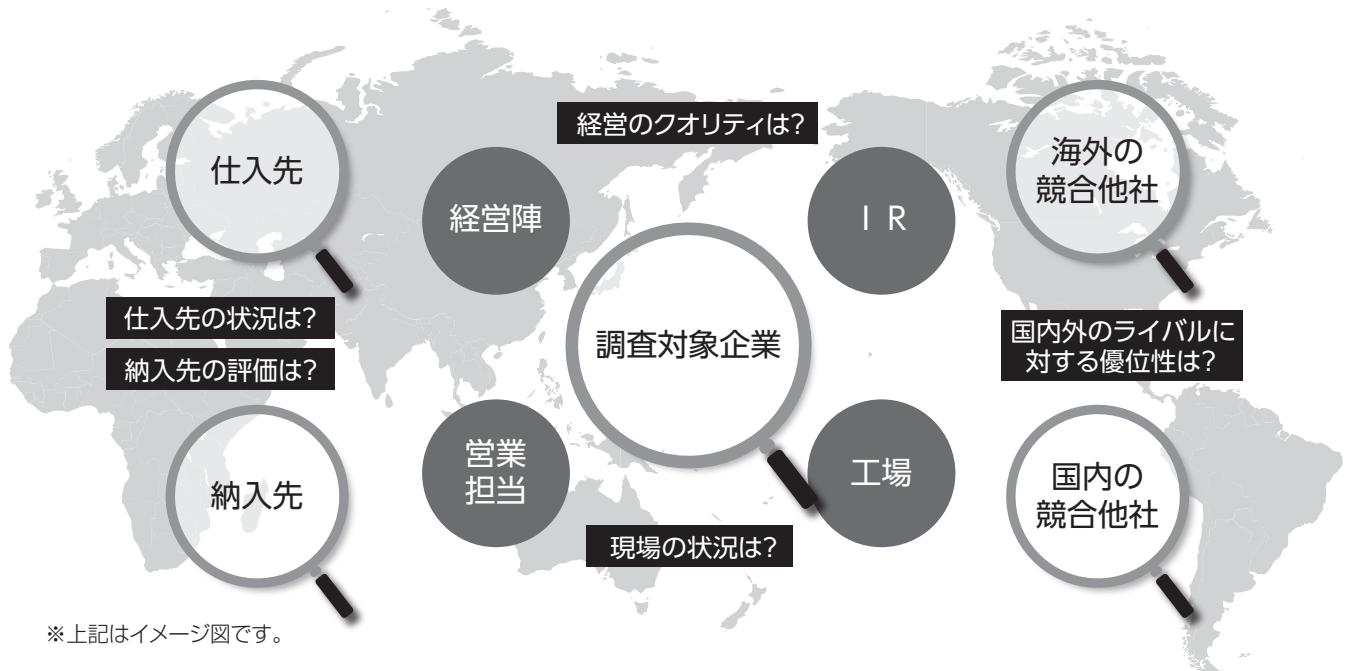 経営のクオリティは?
仕入先
海外の
競合他社
経営陣
I R
仕入先の状況は?
納入先の評価は?
調査対象企業
国内外のライバルに
対する優位性は?
営業
担当
工場
納入先
国内の
競合他社
現場の状況は?
※上記はイメージ図です。